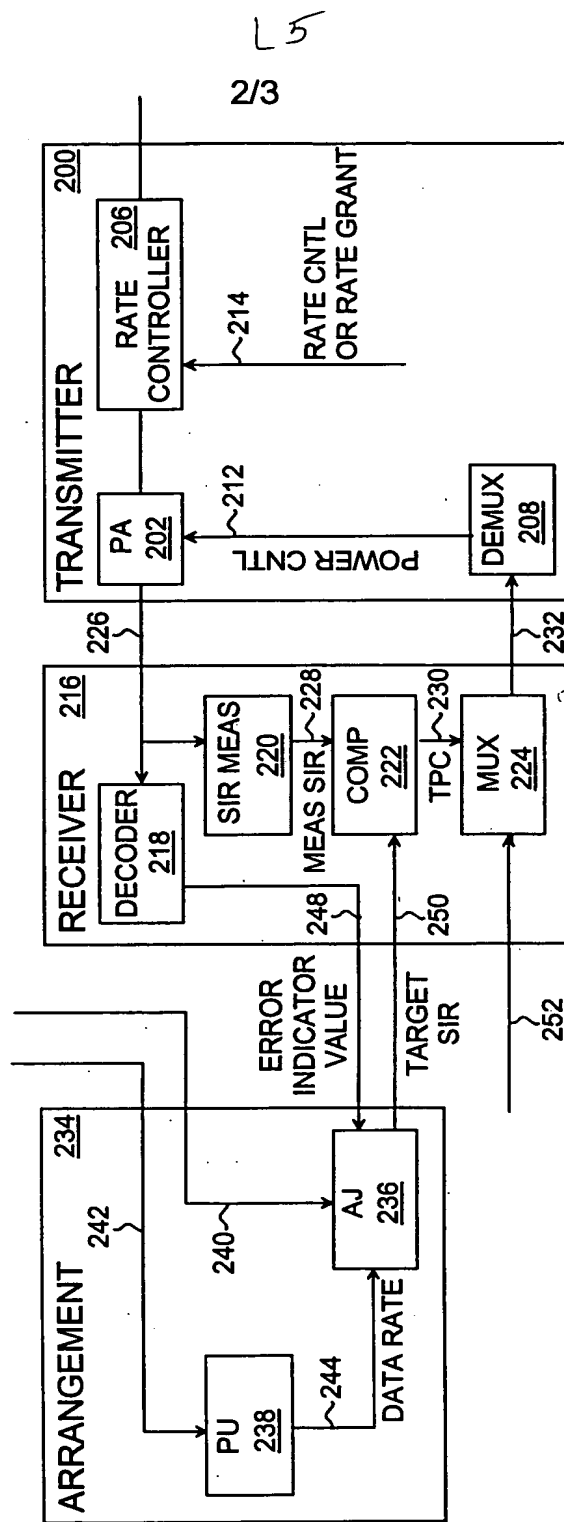 L5
2/3
TRANSMITTER
200
PA
202
RATE
CONTROLLER
206
214
RATE CNTL
OR RATE GRANT
212
POWER CNTL
DEMUX
208
226
232
RECEIVER
216
DECODER
218
SIR MEAS
220
228
MEAS SIR
COMP
222
230
TPC
MUX
224
248
250
252
ERROR
INDICATOR
VALUE
TARGET
SIR
ARRANGEMENT
234
242
240
PU
238
244
DATA RATE
AJ
236